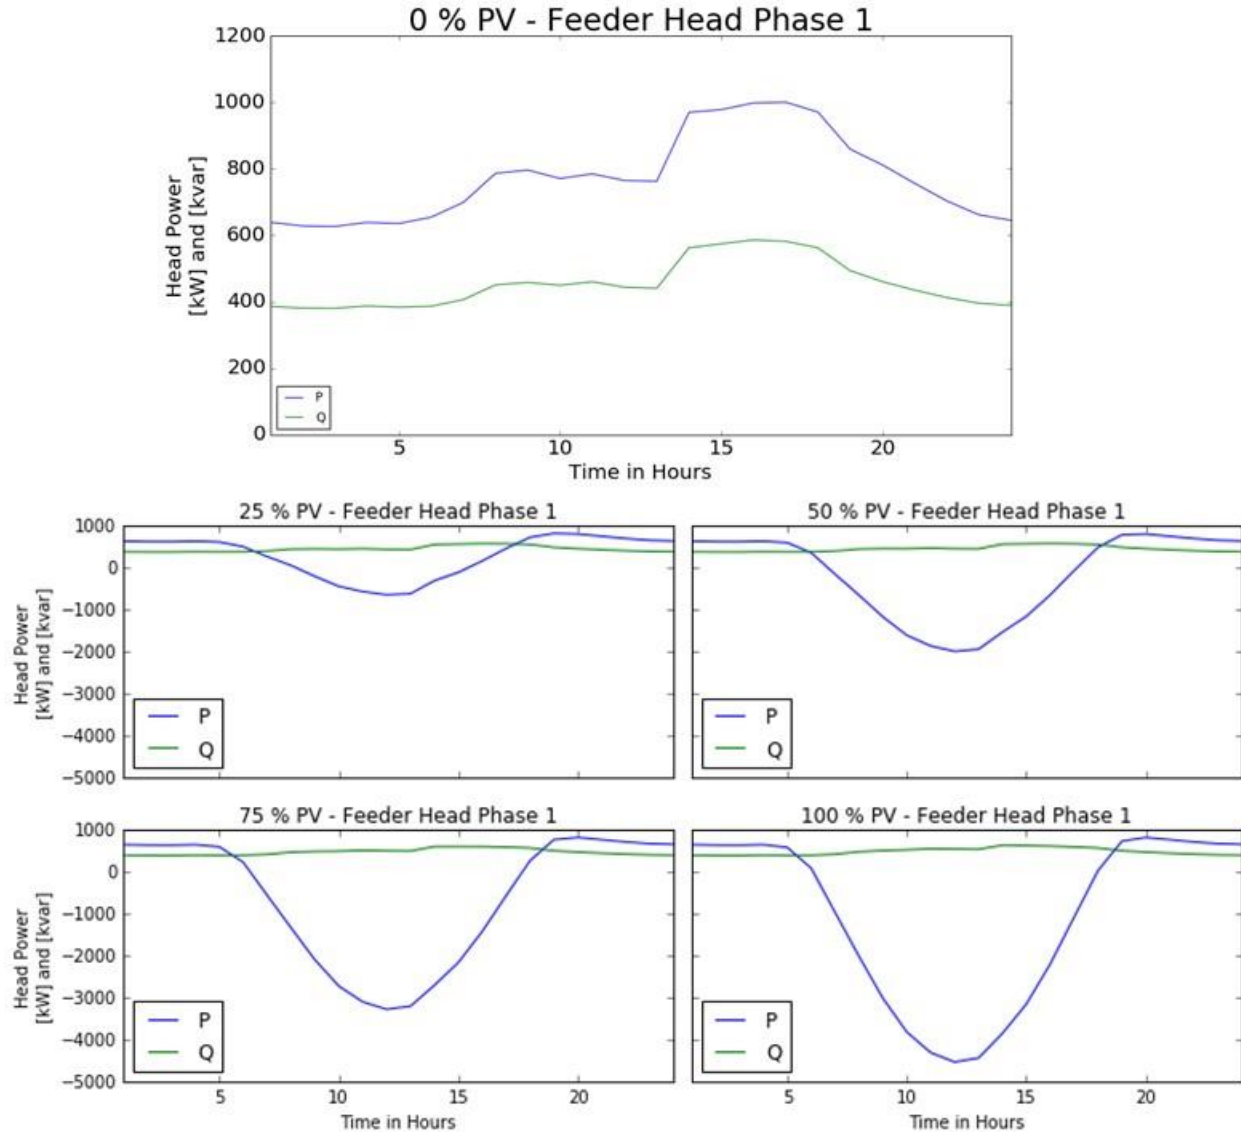 0 % PV - Feeder Head Phase 1
1200
1000
800
600
400
200
0
Head Power
[kW] and [kvar]
P
Q
5 10 15 20
Time in Hours
25 % PV - Feeder Head Phase 1
1000
0
−1000
−2000
−3000
−4000
−5000
Head Power
[kW] and [kvar]
P
Q
50 % PV - Feeder Head Phase 1
P
Q
75 % PV - Feeder Head Phase 1
1000
0
−1000
−2000
−3000
−4000
−5000
Head Power
[kW] and [kvar]
P
Q
5 10 15 20
Time in Hours
100 % PV - Feeder Head Phase 1
P
Q
5 10 15 20
Time in Hours